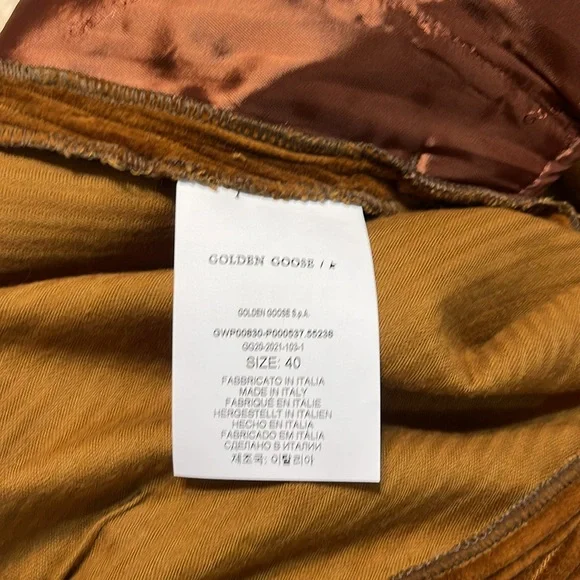 GOLDEN GOOSE /
GOLDEN GOOSE S.p.A.
GWP00830-P000537.55238
GG20-2021-103-1
SIZE: 40
FABBRICATO IN ITALIA
MADE IN ITALY
FABRIQUÉ EN ITALIE
HERGESTELLT IN ITALIEN
HECHO EN ITALIA
FABRICADO EM ITÁLIA
СДЕЛАНО В ИТАЛИИ
제조국: 이탈리아